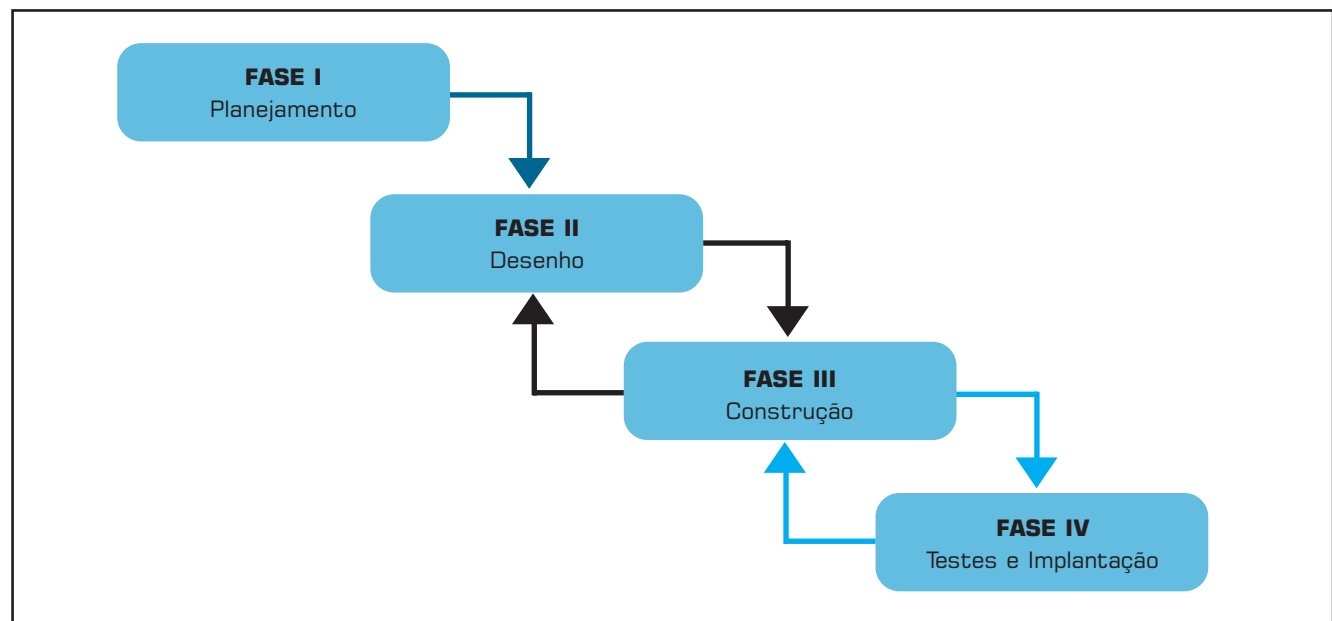 FASE I
Planejamento
FASE II
Desenho
FASE III
Construção
FASE IV
Testes e Implantação